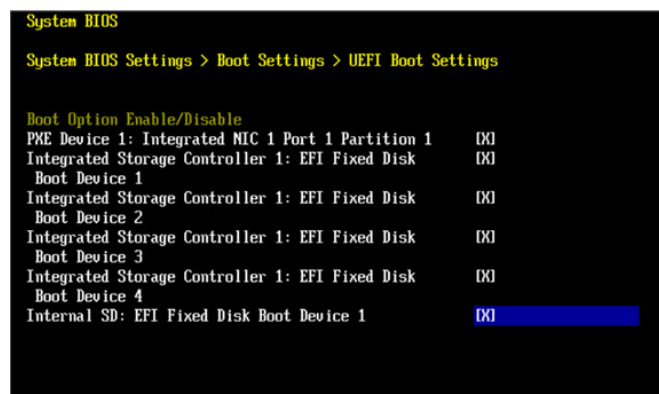 System BIOS
System BIOS Settings > Boot Settings > UEFI Boot Settings
Boot Option Enable/Disable
PXE Device 1: Integrated NIC 1 Port 1 Partition 1 [X]
Integrated Storage Controller 1: EFI Fixed Disk [X]
Boot Device 1
Integrated Storage Controller 1: EFI Fixed Disk [X]
Boot Device 2
Integrated Storage Controller 1: EFI Fixed Disk [X]
Boot Device 3
Integrated Storage Controller 1: EFI Fixed Disk [X]
Boot Device 4
Internal SD: EFI Fixed Disk Boot Device 1 [X]